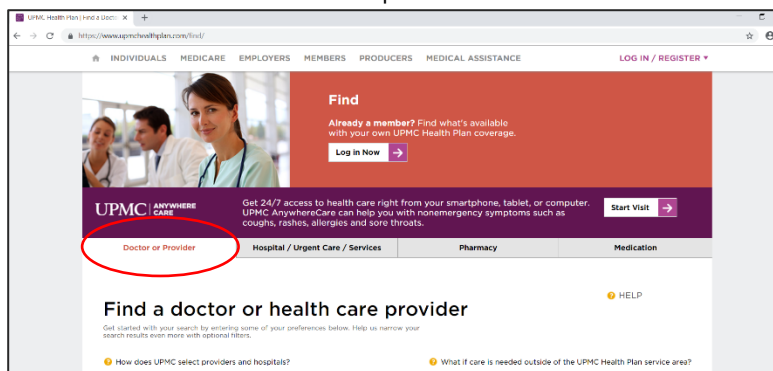 UPMC Health Plan | Find a Docto
https://www.upmchealthplan.com/find/
INDIVIDUALS MEDICARE EMPLOYERS MEMBERS PRODUCERS MEDICAL ASSISTANCE LOG IN / REGISTER
Find
Already a member? Find what's available
with your own UPMC Health Plan coverage.
Log in Now
UPMC ANYWHERE CARE
Get 24/7 access to health care right from your smartphone, tablet, or computer.
UPMC AnywhereCare can help you with nonemergency symptoms such as
coughs, rashes, allergies and sore throats.
Start Visit
Doctor or Provider Hospital / Urgent Care / Services Pharmacy Medication
HELP
Find a doctor or health care provider
Get started with your search by entering some of your preferences below. Help us narrow your
search results even more with optional filters.
How does UPMC select providers and hospitals? What if care is needed outside of the UPMC Health Plan service area?